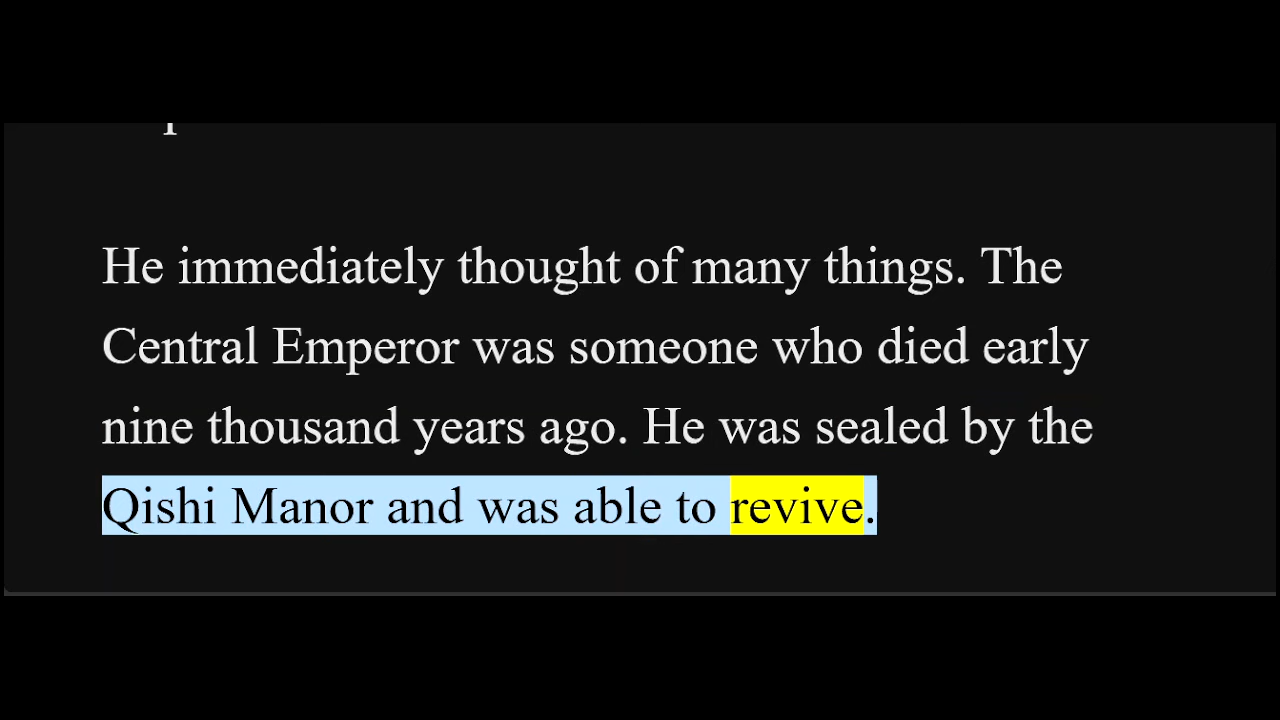 He immediately thought of many things. The
Central Emperor was someone who died early
nine thousand years ago. He was sealed by the
Qishi Manor and was able to revive.